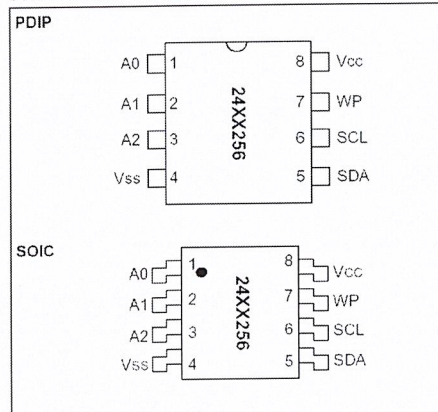 PDIP
A0 1 8 Vcc
A1 2 7 WP
A2 3 6 SCL
Vss 4 5 SDA
24XX256
SOIC
A0 1 8 Vcc
A1 2 7 WP
A2 3 6 SCL
Vss 4 5 SDA
24XX256